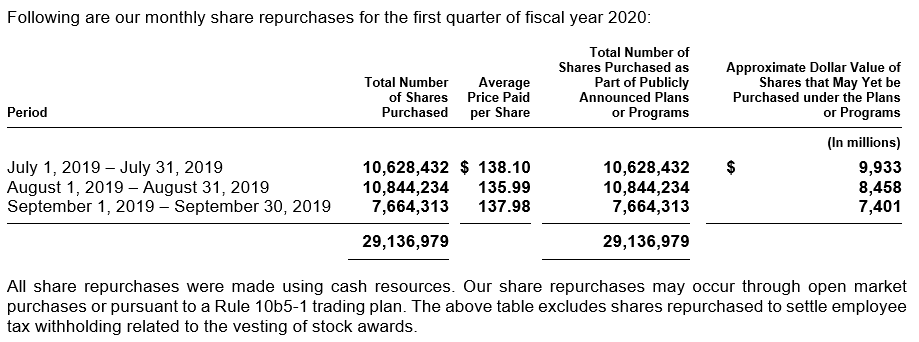 Following are our monthly share repurchases for the first quarter of fiscal year 2020:
Period
Total Number
of Shares
Purchased
Average
Price Paid
per Share
Total Number of
Shares Purchased as
Part of Publicly
Announced Plans
or Programs
Approximate Dollar Value of
Shares that May Yet be
Purchased under the Plans
or Programs
(In millions)
July 1, 2019 – July 31, 2019 10,628,432 $ 138.10 10,628,432 $ 9,933
August 1, 2019 – August 31, 2019 10,844,234 135.99 10,844,234 8,458
September 1, 2019 – September 30, 2019 7,664,313 137.98 7,664,313 7,401
29,136,979 29,136,979
All share repurchases were made using cash resources. Our share repurchases may occur through open market
purchases or pursuant to a Rule 10b5-1 trading plan. The above table excludes shares repurchased to settle employee
tax withholding related to the vesting of stock awards.